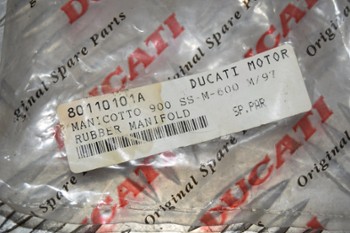 DUCATI
Original Spare Parts
80110101A
DUCATI MOTOR
MANICOTTO 900 SS-M-600 M/97
RUBBER MANIFOLD
SP.PAR
DUCATI
Original Spare Parts